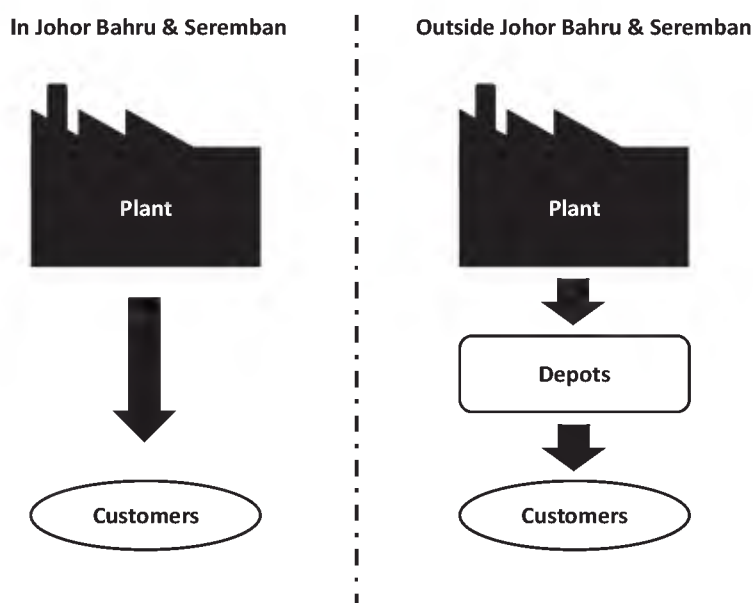 In Johor Bahru & Seremban
Plant
Customers
Outside Johor Bahru & Seremban
Plant
Depots
Customers